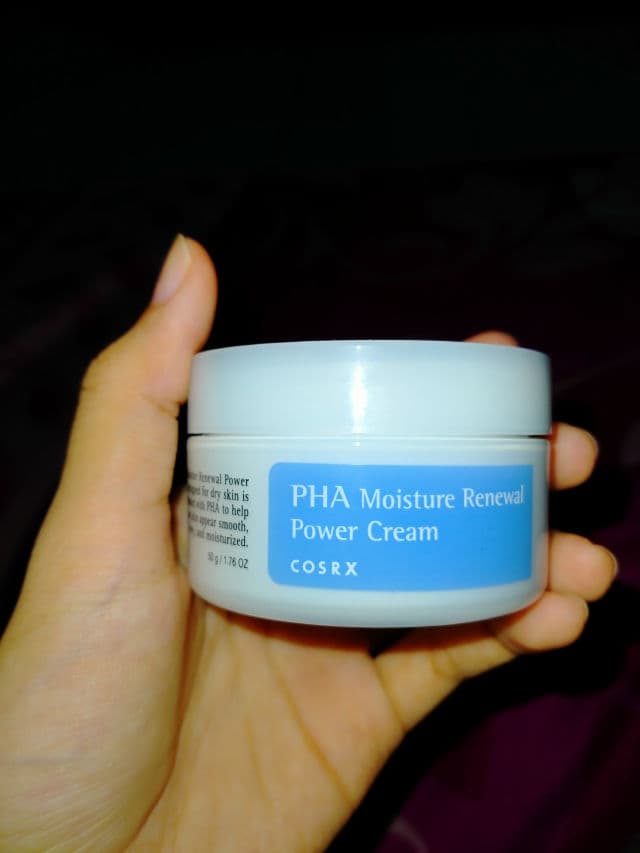 Renewal Power
for dry skin is
with PHA to help
appear smooth,
and moisturized.
50 g / 1.76 OZ
PHA Moisture Renewal
Power Cream
COSRX